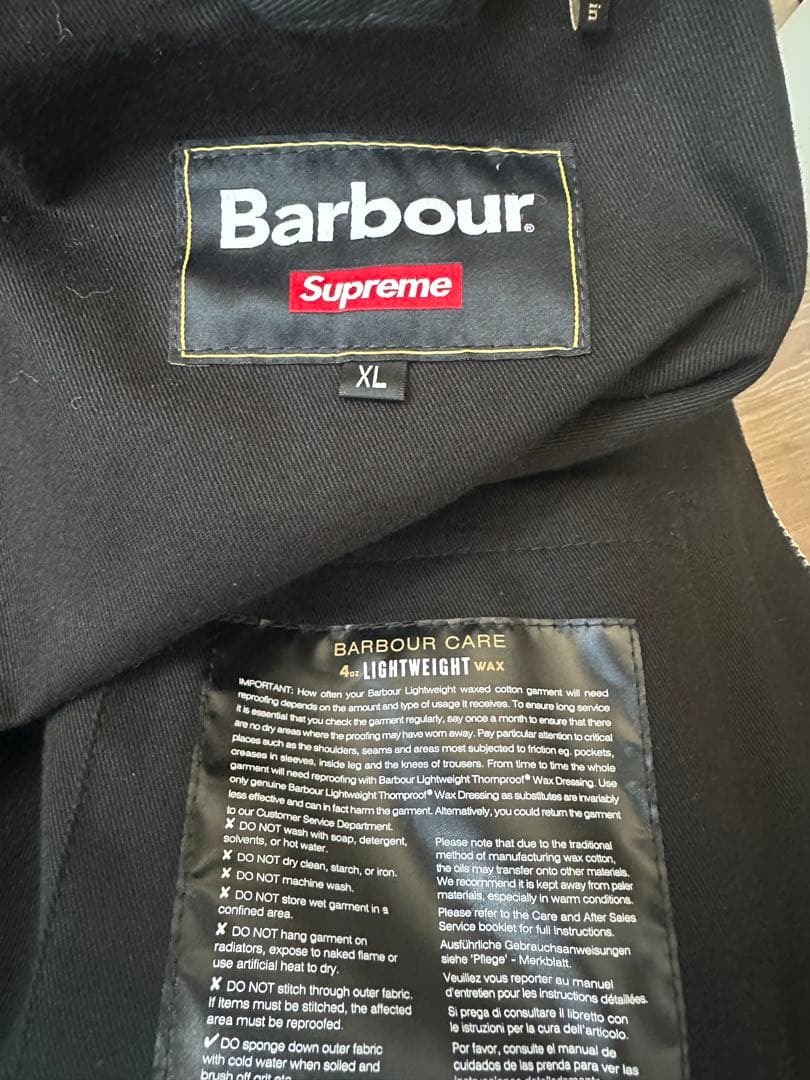 in
Barbour®
Supreme
XL
BARBOUR CARE
4oz LIGHTWEIGHT WAX
IMPORTANT: How often your Barbour Lightweight waxed cotton garment will need
reproofing depends on the amount and type of usage it receives. To ensure long service
it is essential that you check the garment regularly, say once a month to ensure that there
are no dry areas where the proofing may have worn away. Pay particular attention to critical
places such as the shoulders, seams and areas most subjected to friction eg. pockets,
creases in sleeves, inside leg and the knees of trousers. From time to time the whole
garment will need reproofing with Barbour Lightweight Thornproof® Wax Dressing. Use
only genuine Barbour Lightweight Thornproof® Wax Dressing as substitutes are invariably
less effective and can in fact harm the garment. Alternatively, you could return the garment
to our Customer Service Department.
✘ DO NOT wash with soap, detergent,
solvents, or hot water.
✘ DO NOT dry clean, starch, or iron.
✘ DO NOT machine wash.
✘ DO NOT store wet garment in a
confined area.
✘ DO NOT hang garment on
radiators, expose to naked flame or
use artificial heat to dry.
✘ DO NOT stitch through outer fabric.
If items must be stitched, the affected
area must be reproofed.
✔ DO sponge down outer fabric
with cold water when soiled and
brush off grit etc.
Please note that due to the traditional
method of manufacturing wax cotton,
the oils may transfer onto other materials.
We recommend it is kept away from paler
materials, especially in warm conditions.
Please refer to the Care and After Sales
Service booklet for full instructions.
Ausführliche Gebrauchsanweisungen
siehe 'Pflege' - Merkblatt.
Veuillez vous reporter au manuel
d'entretien pour les instructions détaillées.
Si prega di consultare il libretto con
le istruzioni per la cura dell'articolo.
Por favor, consulte el manual de
cuidados de las prenda para ver las